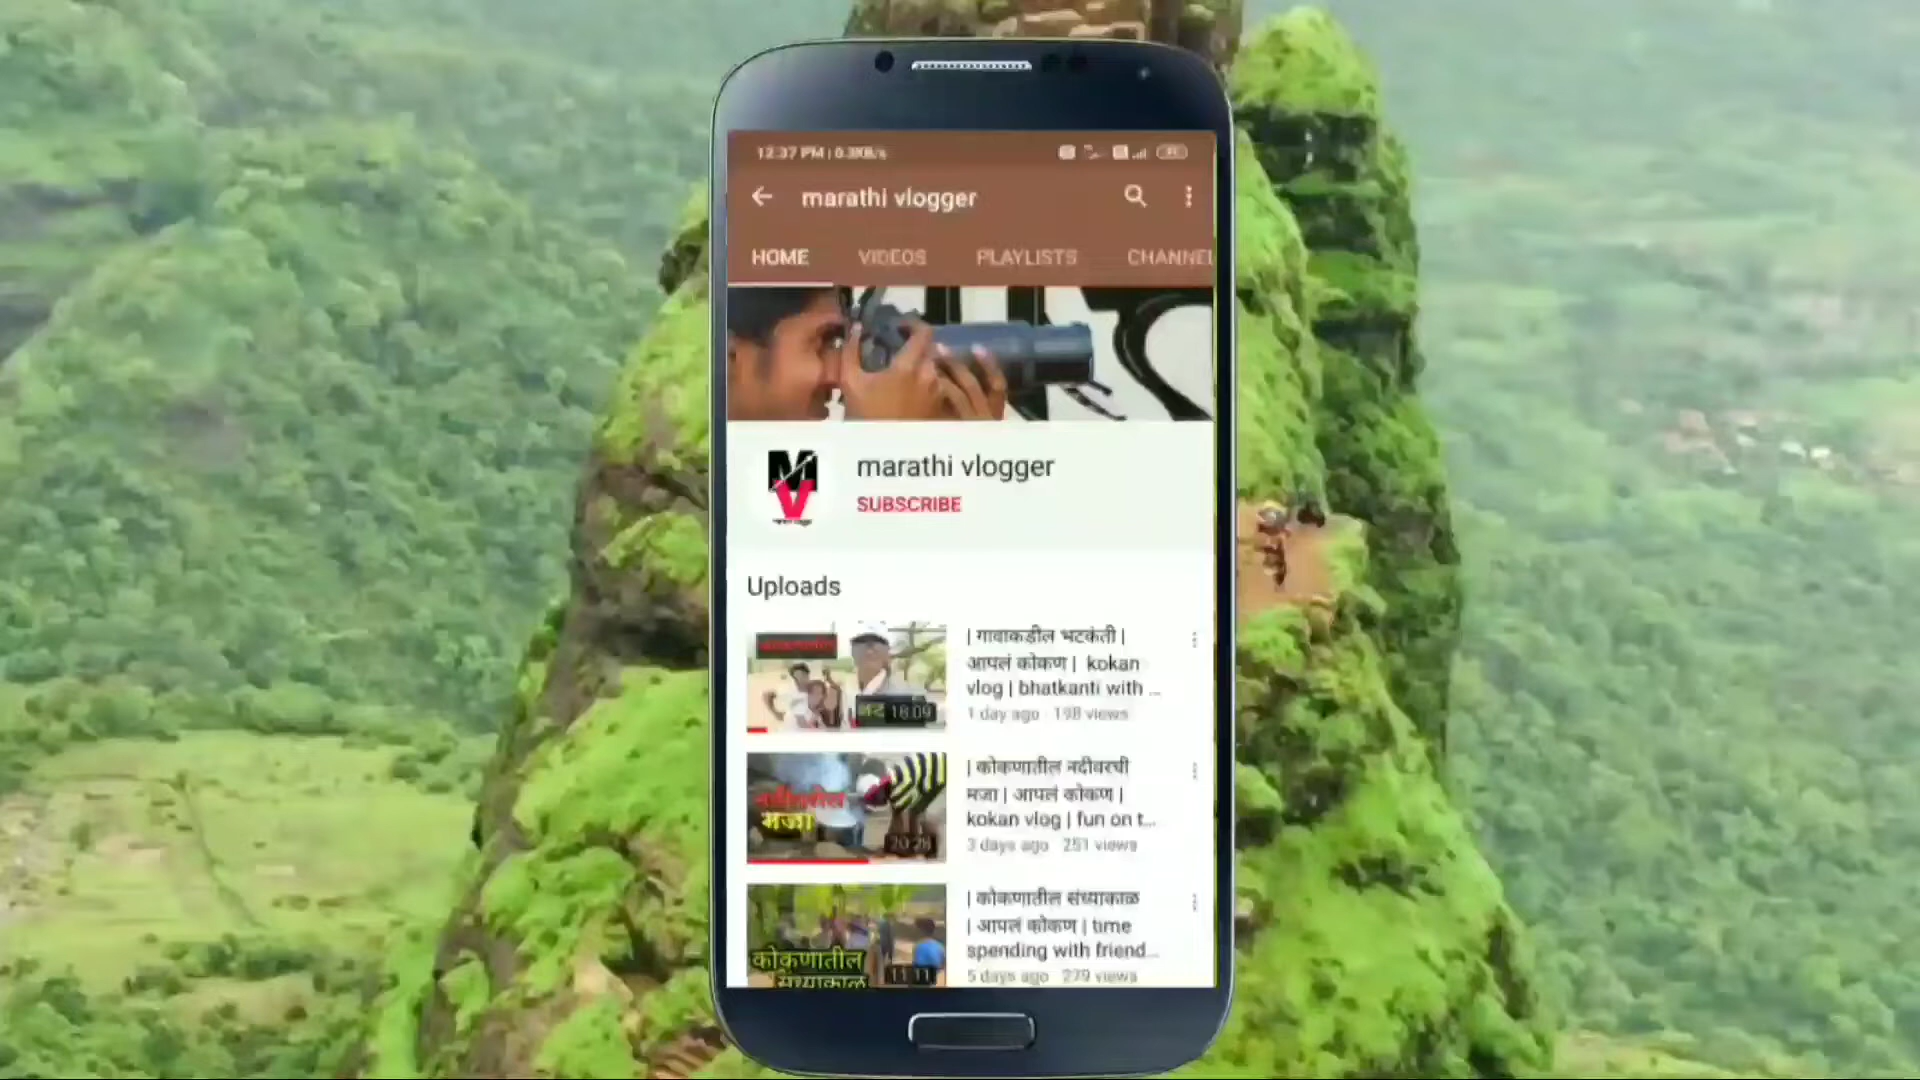 12:37 PM | 0.3KB/s
marathi vlogger
HOME VIDEOS PLAYLISTS CHANNEL
MV
marathi vlogger
SUBSCRIBE
Uploads
| गावाकडील भटकंती |
आपलं कोकण | kokan
vlog | bhatkanti with ...
1 day ago · 198 views
18:09
| कोकणातील नदीवरची
मजा | आपलं कोकण |
kokan vlog | fun on t...
3 days ago · 251 views
मजा
20:28
| कोकणातील संध्याकाळ
| आपलं कोकण | time
spending with friend...
5 days ago · 279 views
कोकणातील
संध्याकाळ
11:11